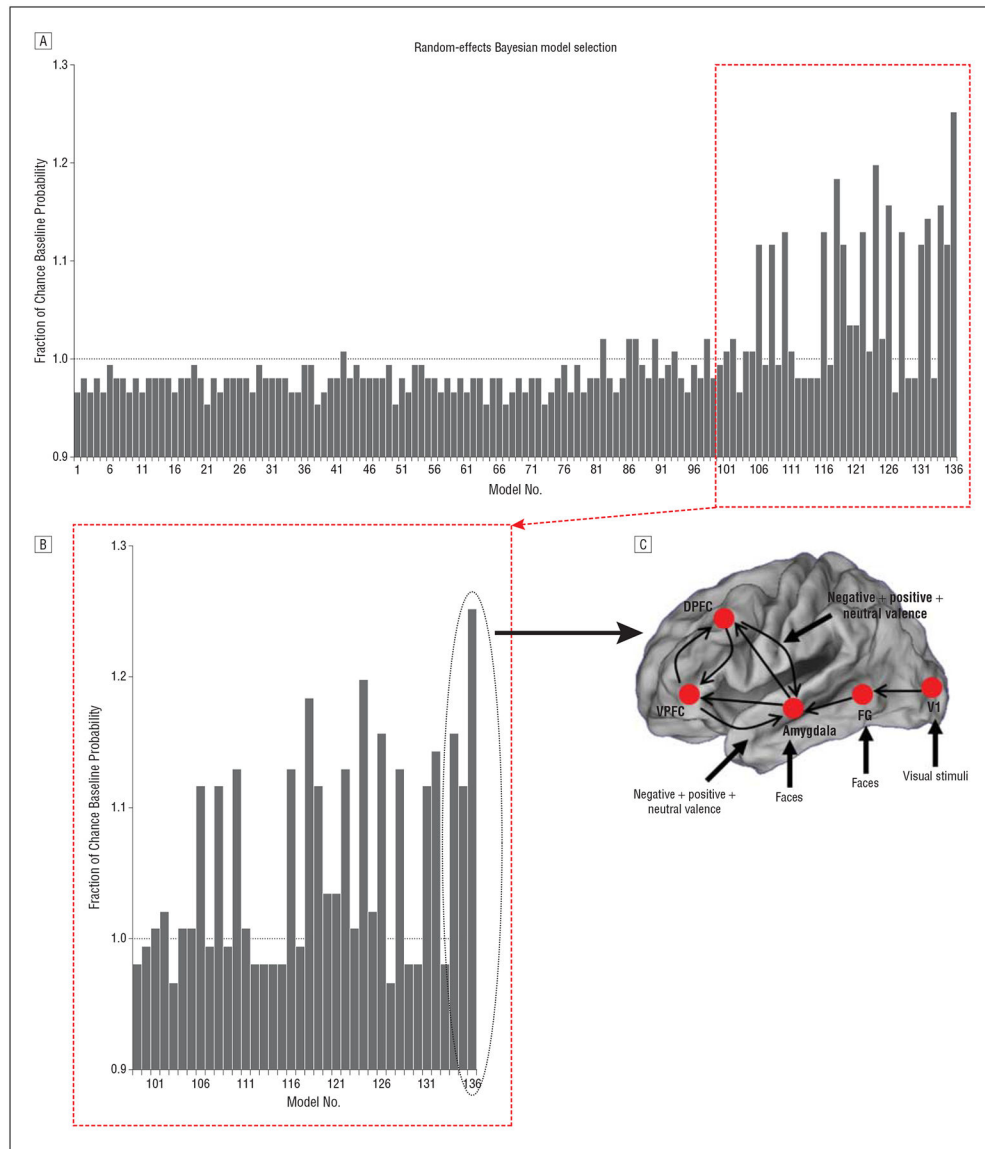 A
Random-effects Bayesian model selection
1.3
1.2
1.1
1.0
0.9
Fraction of Chance Baseline Probability
1 6 11 16 21 26 31 36 41 46 51 56 61 66 71 76 81 86 91 96 101 106 111 116 121 126 131 136
Model No.
B
1.3
1.2
1.1
1.0
0.9
Fraction of Chance Baseline Probability
101 106 111 116 121 126 131 136
Model No.
C
DPFC
Negative + positive +
neutral valence
VPFC
Amygdala
FG
V1
Negative + positive +
neutral valence
Faces
Faces
Visual stimuli